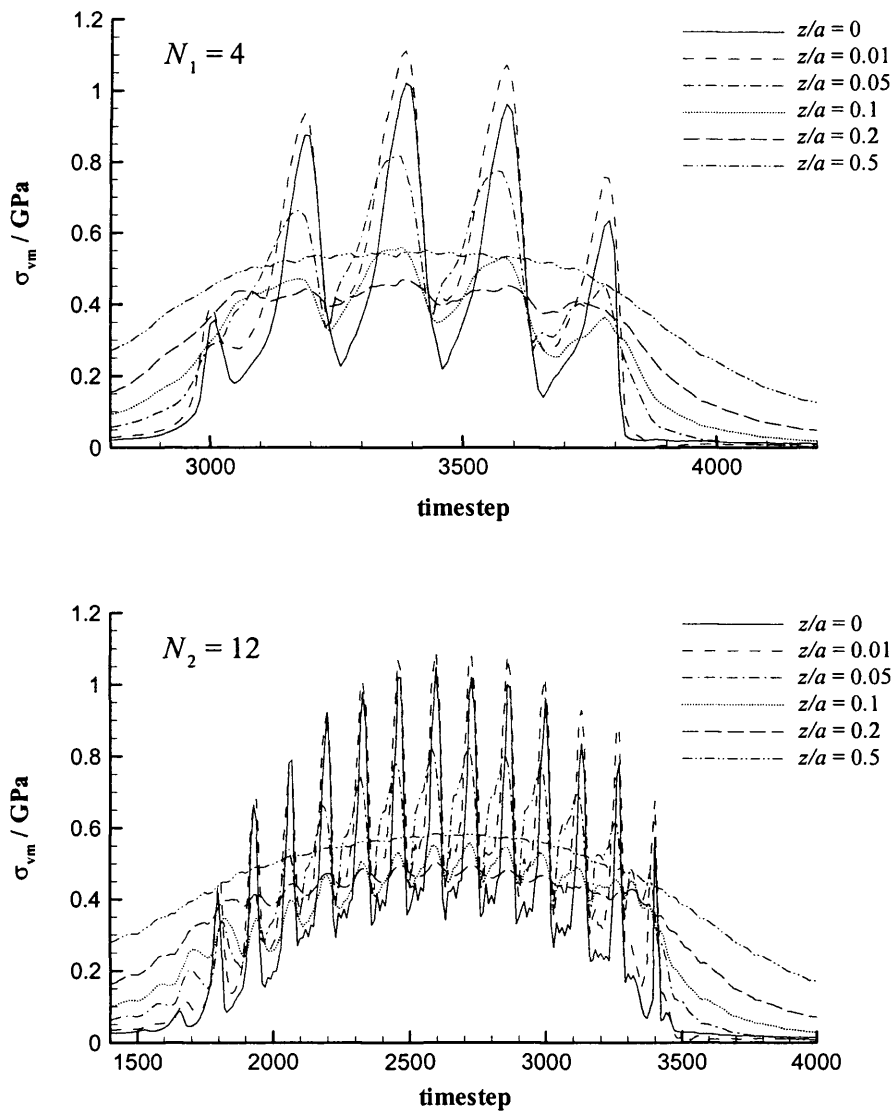 1.2
1
0.8
0.6
0.4
0.2
0
σvm / GPa
N1 = 4
z/a = 0
z/a = 0.01
z/a = 0.05
z/a = 0.1
z/a = 0.2
z/a = 0.5
3000 3500 4000
timestep
1.2
1
0.8
0.6
0.4
0.2
0
σvm / GPa
N2 = 12
z/a = 0
z/a = 0.01
z/a = 0.05
z/a = 0.1
z/a = 0.2
z/a = 0.5
1500 2000 2500 3000 3500 4000
timestep